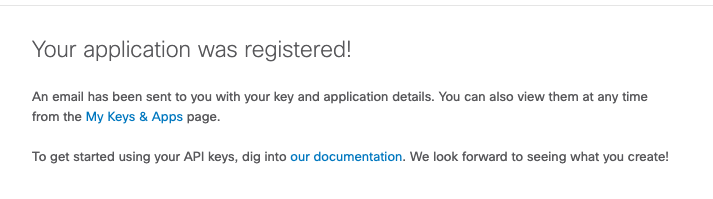 Your application was registered!
An email has been sent to you with your key and application details. You can also view them at any time
from the My Keys & Apps page.
To get started using your API keys, dig into our documentation. We look forward to seeing what you create!